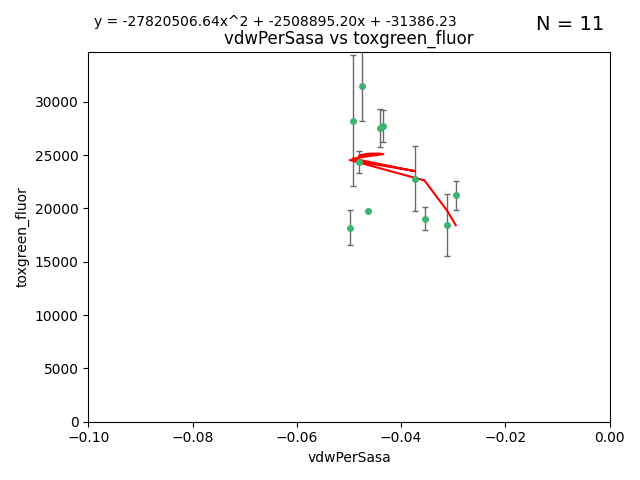 y = -27820506.64x^2 + -2508895.20x + -31386.23
N = 11
vdwPerSasa vs toxgreen_fluor
30000
25000
20000
15000
10000
5000
0
toxgreen_fluor
−0.10
−0.08
−0.06
−0.04
−0.02
0.00
vdwPerSasa